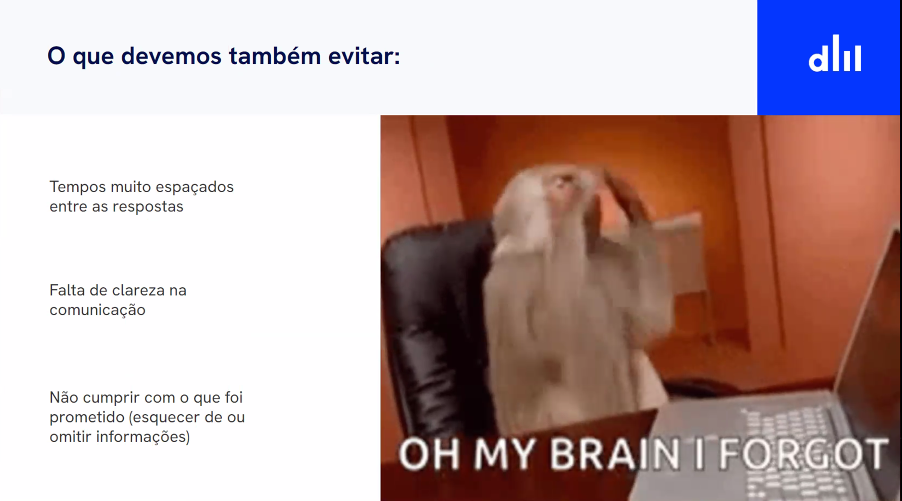 O que devemos também evitar:
dlil
Tempos muito espaçados
entre as respostas
Falta de clareza na
comunicação
Não cumprir com o que foi
prometido (esquecer de ou
omitir informações)
OH MY BRAIN I FORGOT